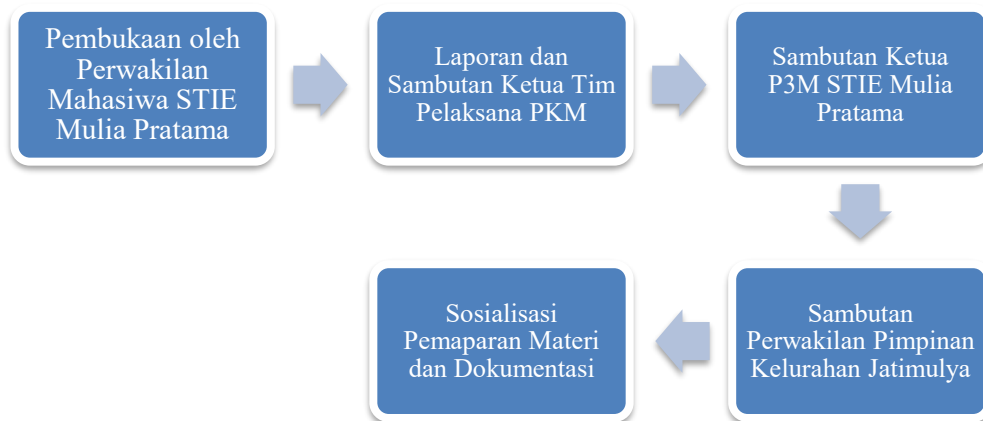 Pembukaan oleh
Perwakilan
Mahasiwa STIE
Mulia Pratama
Laporan dan
Sambutan Ketua Tim
Pelaksana PKM
Sambutan Ketua
P3M STIE Mulia
Pratama
Sambutan
Perwakilan Pimpinan
Kelurahan Jatimulya
Sosialisasi
Pemaparan Materi
dan Dokumentasi